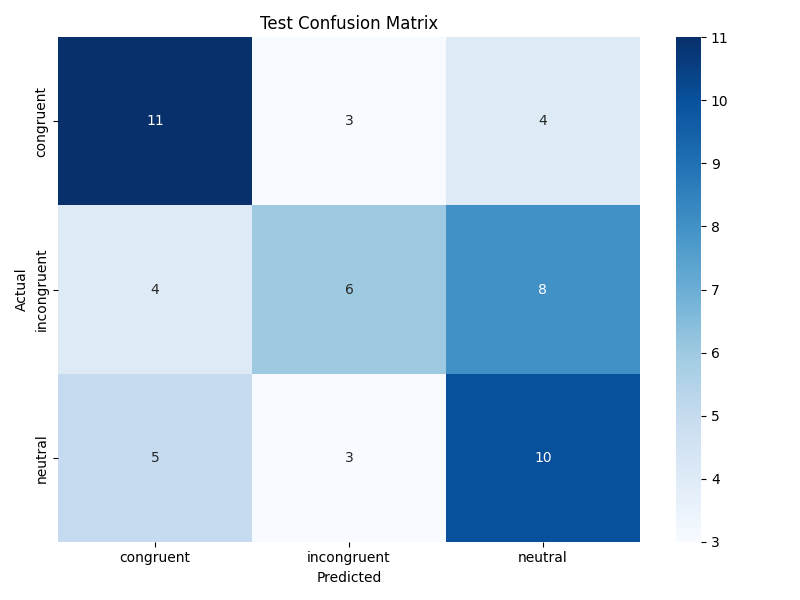 Test Confusion Matrix
congruent
11
3
4
incongruent
4
6
8
neutral
5
3
10
Actual
congruent
incongruent
neutral
Predicted
11
10
9
8
7
6
5
4
3